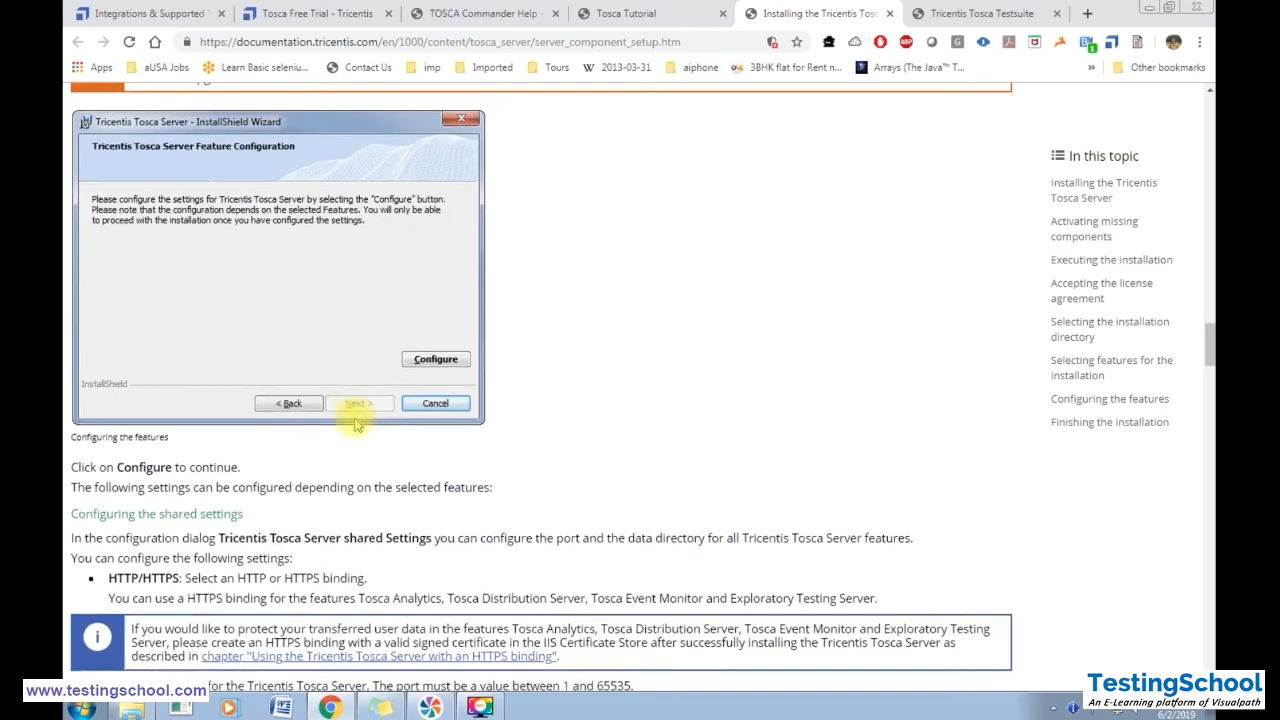 Integrations & Supported T
Tosca Free Trial - Tricentis
TOSCA Commander Help -
Tosca Tutorial
Installing the Tricentis Tosc
Tricentis Tosca Testsuite
https://documentation.tricentis.com/en/1000/content/tosca_server/server_component_setup.htm
Apps
aUSA Jobs
Learn Basic seleniu...
Contact Us
imp
Imported
Tours
2013-03-31
aiphone
3BHK flat for Rent n...
Arrays (The Java™ T...
»
Other bookmarks
Tricentis Tosca Server - InstallShield Wizard
Tricentis Tosca Server Feature Configuration
Please configure the settings for Tricentis Tosca Server by selecting the "Configure" button.
Please note that the configuration depends on the selected Features. You will only be able
to proceed with the installation once you have configured the settings.
Configure
InstallShield
< Back
Next >
Cancel
Configuring the features
Click on Configure to continue.
The following settings can be configured depending on the selected features:
Configuring the shared settings
In the configuration dialog Tricentis Tosca Server shared Settings you can configure the port and the data directory for all Tricentis Tosca Server features.
You can configure the following settings:
▪ HTTP/HTTPS: Select an HTTP or HTTPS binding.
You can use a HTTPS binding for the features Tosca Analytics, Tosca Distribution Server, Tosca Event Monitor and Exploratory Testing Server.
i
If you would like to protect your transferred user data in the features Tosca Analytics, Tosca Distribution Server, Tosca Event Monitor and Exploratory Testing
Server, please create an HTTPS binding with a valid signed certificate in the IIS Certificate Store after successfully installing the Tricentis Tosca Server as
described in chapter "Using the Tricentis Tosca Server with an HTTPS binding".
for the Tricentis Tosca Server. The port must be a value between 1 and 65535.
In this topic
Installing the Tricentis
Tosca Server
Activating missing
components
Executing the installation
Accepting the license
agreement
Selecting the installation
directory
Selecting features for the
installation
Configuring the features
Finishing the installation
www.testingschool.com
TestingSchool
An E-Learning platform of Visualpath
6/2/2019